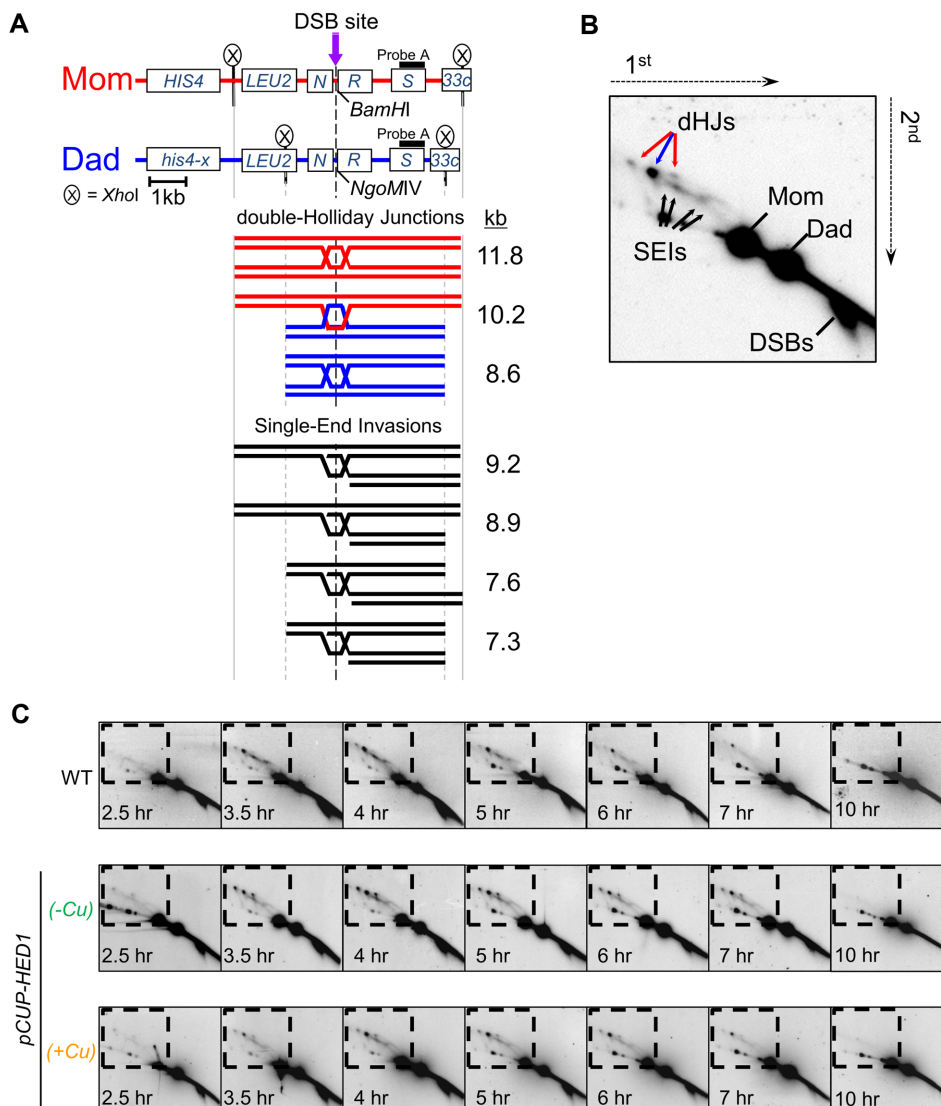 A
DSB site
Probe A
Mom
HIS4
LEU2
N
R
S
33c
BamHI
Probe A
Dad
his4-x
LEU2
N
R
S
33c
NgoMIV
= XhoI
1kb
double-Holliday Junctions
kb
11.8
10.2
8.6
Single-End Invasions
9.2
8.9
7.6
7.3
B
1st
2nd
dHJs
Mom
Dad
SEIs
DSBs
C
WT
2.5 hr
3.5 hr
4 hr
5 hr
6 hr
7 hr
10 hr
pCUP-HED1
(-Cu)
2.5 hr
3.5 hr
4 hr
5 hr
6 hr
7 hr
10 hr
(+Cu)
2.5 hr
3.5 hr
4 hr
5 hr
6 hr
7 hr
10 hr